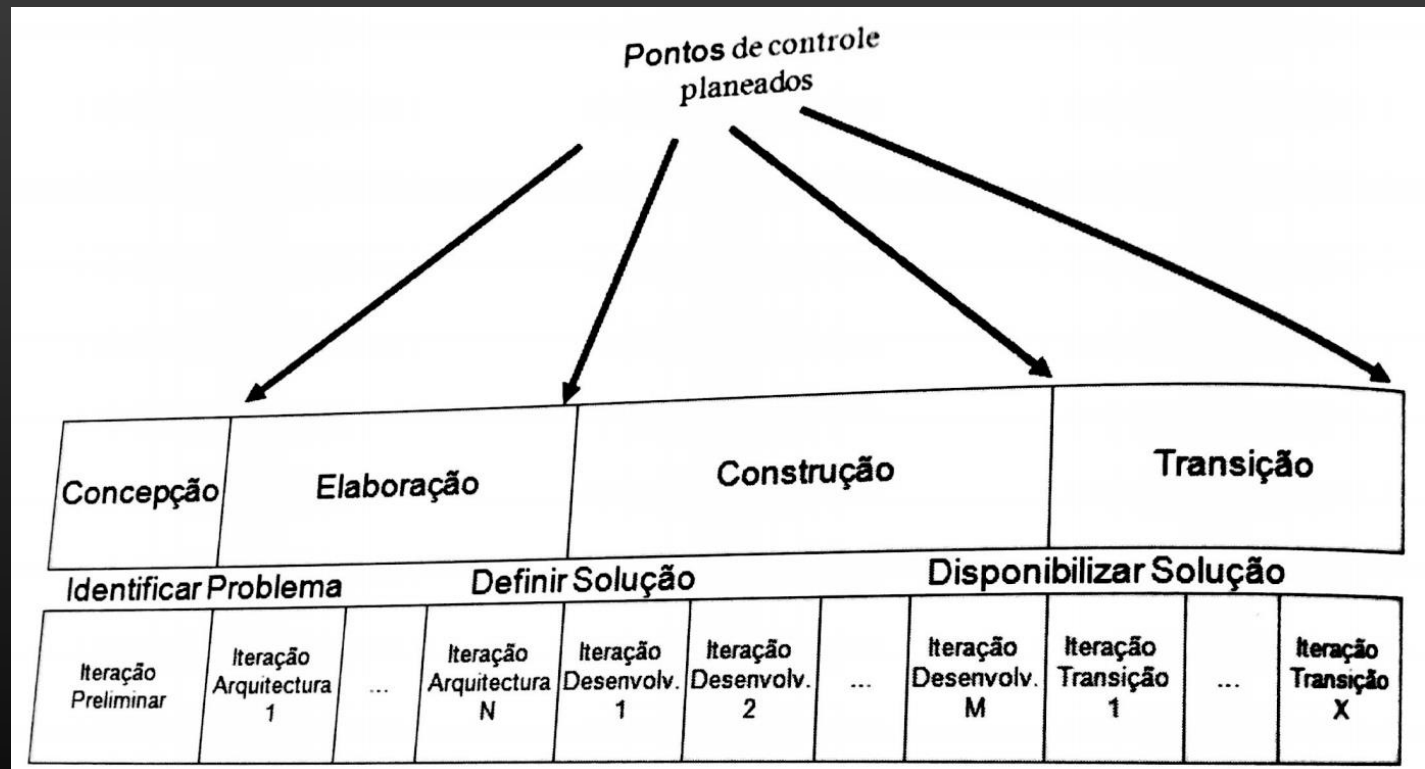 Pontos de controle
planeados
Concepção
Elaboração
Construção
Transição
Identificar Problema
Definir Solução
Disponibilizar Solução
Iteração
Preliminar
Iteração
Arquitectura
1
...
Iteração
Arquitectura
N
Iteração
Desenvolv.
1
Iteração
Desenvolv.
2
...
Iteração
Desenvolv.
M
Iteração
Transição
1
...
Iteração
Transição
X